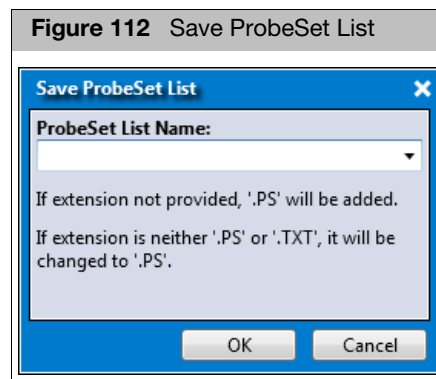 Figure 112 Save ProbeSet List
Save ProbeSet List
ProbeSet List Name:
If extension not provided, '.PS' will be added.
If extension is neither '.PS' or '.TXT', it will be
changed to '.PS'.
OK Cancel